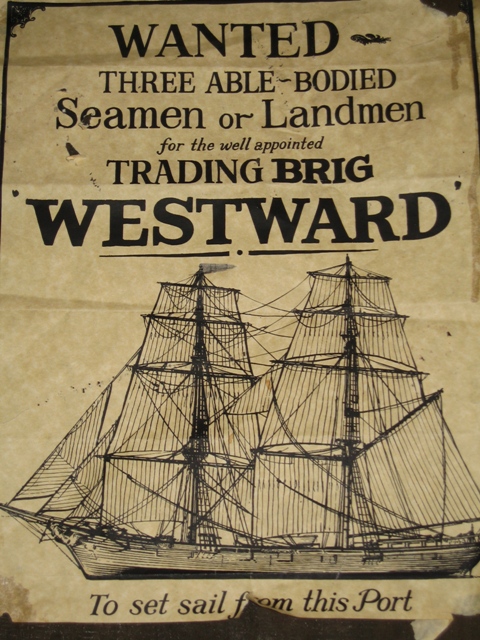 WANTED
THREE ABLE-BODIED
Seamen or Landmen
for the well appointed
TRADING BRIG
WESTWARD
To set sail from this Port